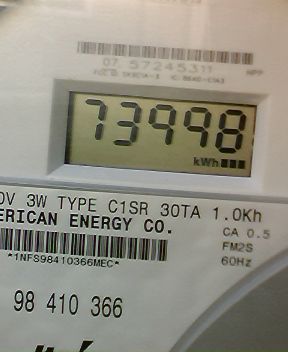 07 57245311
73998
kWh
0V 3W TYPE C1SR 30TA 1.0Kh
ERICAN ENERGY CO.
CA 0.5
FM2S
*1NFS98410366MEC*
60Hz
98 410 366